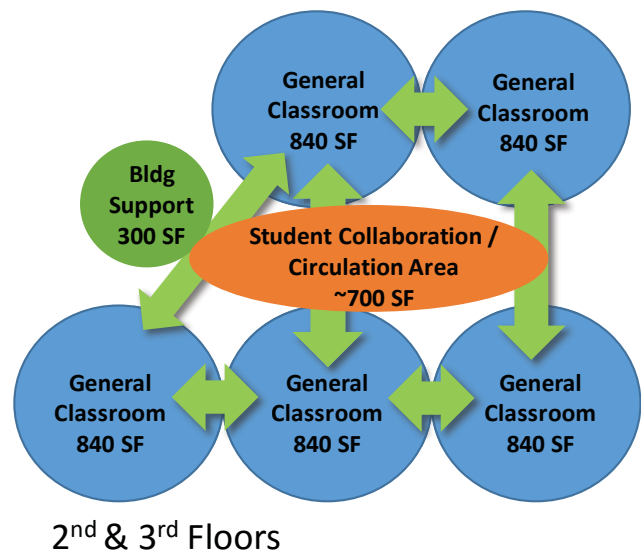 General
Classroom
840 SF
General
Classroom
840 SF
Bldg
Support
300 SF
Student Collaboration /
Circulation Area
~700 SF
General
Classroom
840 SF
General
Classroom
840 SF
General
Classroom
840 SF
2nd & 3rd Floors